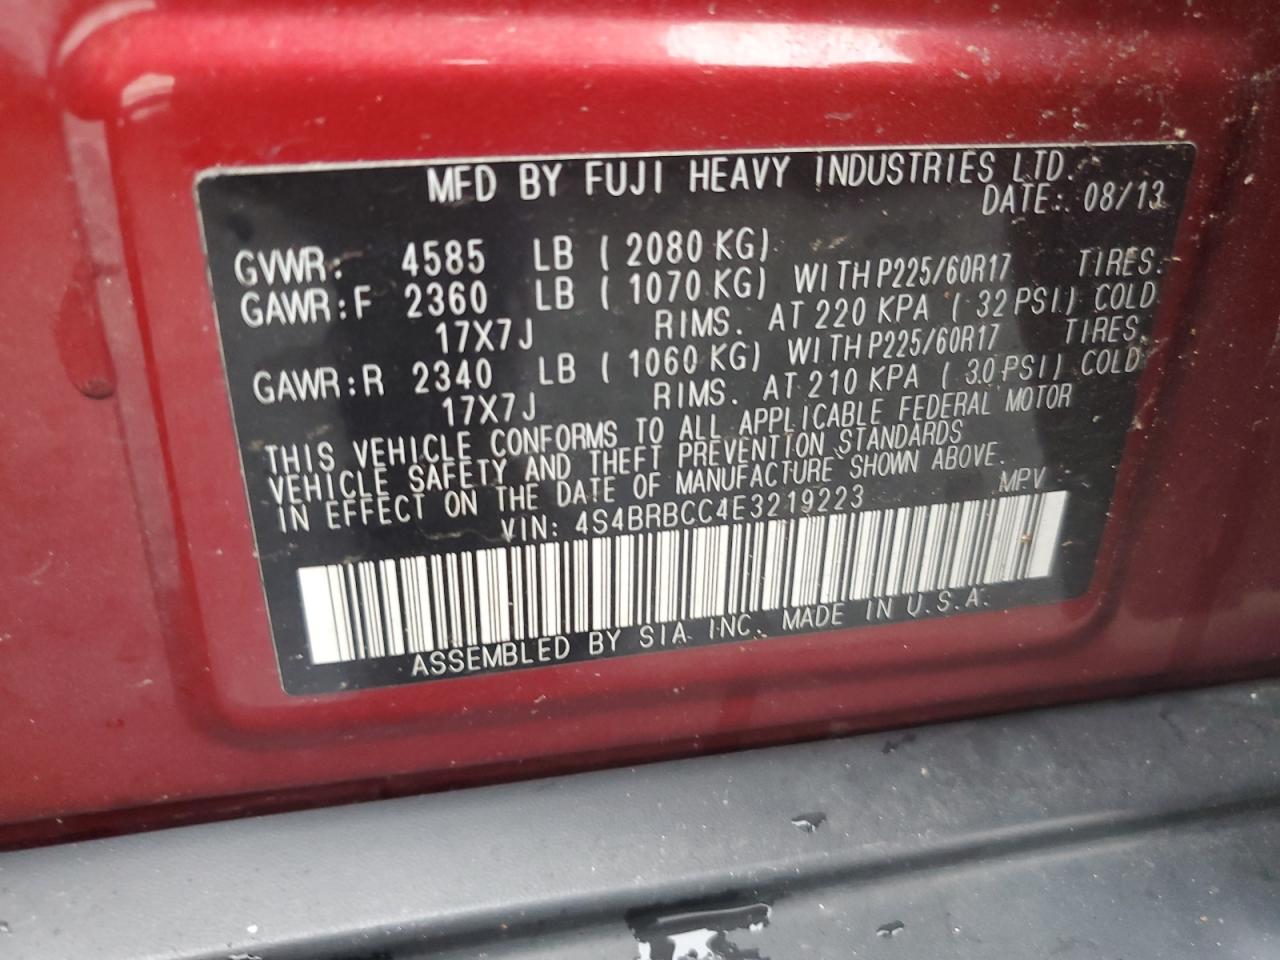 MFD BY FUJI HEAVY INDUSTRIES LTD.
DATE: 08/13
GVWR: 4585 LB ( 2080 KG)
GAWR:F 2360 LB ( 1070 KG) WITH P225/60R17 TIRES.
17X7J RIMS. AT 220 KPA ( 32 PSI) COLD
GAWR:R 2340 LB ( 1060 KG) WITH P225/60R17 TIRES.
17X7J RIMS. AT 210 KPA ( 30 PSI) COLD
THIS VEHICLE CONFORMS TO ALL APPLICABLE FEDERAL MOTOR
VEHICLE SAFETY AND THEFT PREVENTION STANDARDS
IN EFFECT ON THE DATE OF MANUFACTURE SHOWN ABOVE.
VIN: 4S4BRBCC4E3219223 MPV
ASSEMBLED BY SIA INC. MADE IN U.S.A.